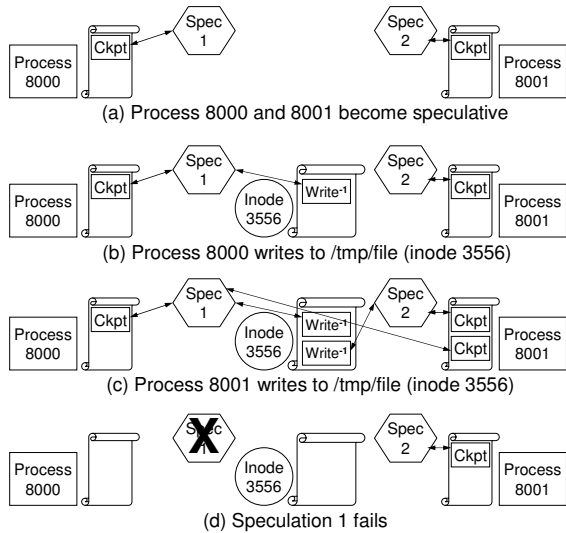 Process
8000
Ckpt
Spec
1
Spec
2
Ckpt
Process
8001
(a) Process 8000 and 8001 become speculative
Process
8000
Ckpt
Spec
1
Inode
3556
Write⁻¹
Spec
2
Ckpt
Process
8001
(b) Process 8000 writes to /tmp/file (inode 3556)
Process
8000
Ckpt
Spec
1
Inode
3556
Write⁻¹
Write⁻¹
Spec
2
Ckpt
Ckpt
Process
8001
(c) Process 8001 writes to /tmp/file (inode 3556)
Process
8000
Spec
1
X
Inode
3556
Spec
2
Ckpt
Process
8001
(d) Speculation 1 fails